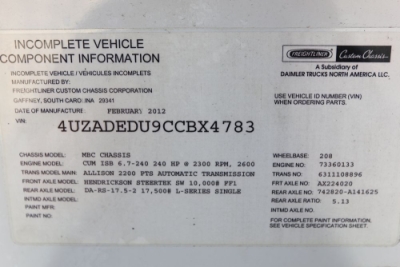 INCOMPLETE VEHICLE
COMPONENT INFORMATION
FREIGHTLINER Custom Chassis
A Subsidiary of
DAIMLER TRUCKS NORTH AMERICA LLC.
INCOMPLETE VEHICLE / VÉHICULES INCOMPLETS
MANUFACTURED BY:
FREIGHTLINER CUSTOM CHASSIS CORPORATION
GAFFNEY, SOUTH CAR. INA 29341
DATE OF MANUFACTURE: FEBRUARY 2012
USE VEHICLE ID NUMBER (VIN)
WHEN ORDERING PARTS.
VIN:
4UZADEDU9CCBX4783
CHASSIS MODEL: MBC CHASSIS
ENGINE MODEL: CUM ISB 6.7-240 240 HP @ 2300 RPM, 2600
TRANS MODEL MAIN: ALLISON 2200 PTS AUTOMATIC TRANSMISSION
FRONT AXLE MODEL: HENDRICKSON STEERTEK SW 10,000# FF1
REAR AXLE MODEL: DA-RS-17.5-2 17,500# L-SERIES SINGLE
INTMD AXLE MODEL:
PAINT MFR.:
PAINT NO.:
WHEELBASE: 208
ENGINE NO: 73360133
TRANS NO: 6311108896
FRT AXLE NO: AX224020
REAR AXLE NO: 742820-A141625
REAR AXLE RATIO: 5.13
INTMD AXLE NO:
FOR COMPLETE PAINT INFORMATION,
SEE VEHICLE SPECIFICATION SHEET.